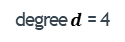 degree d = 4